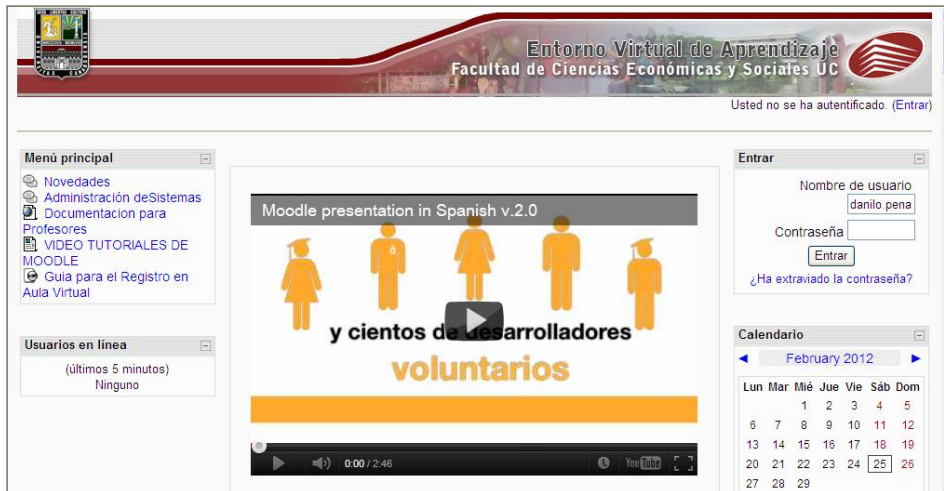 Entorno Virtual de Aprendizaje
Facultad de Ciencias Económicas y Sociales UC
Usted no se ha autentificado. (Entrar)
Menú principal
Novedades
Administración deSistemas
Documentacion para
Profesores
VIDEO TUTORIALES DE
MOODLE
Guia para el Registro en
Aula Virtual
Usuarios en línea
(últimos 5 minutos)
Ninguno
Moodle presentation in Spanish v.2.0
y cientos de desarrolladores
voluntarios
0:00 / 2:46
YouTube
Entrar
Nombre de usuario
danilo.pena
Contraseña
Entrar
¿Ha extraviado la contraseña?
Calendario
◄ February 2012 ►
Lun Mar Mié Jue Vie Sáb Dom
1 2 3 4 5
6 7 8 9 10 11 12
13 14 15 16 17 18 19
20 21 22 23 24 25 26
27 28 29